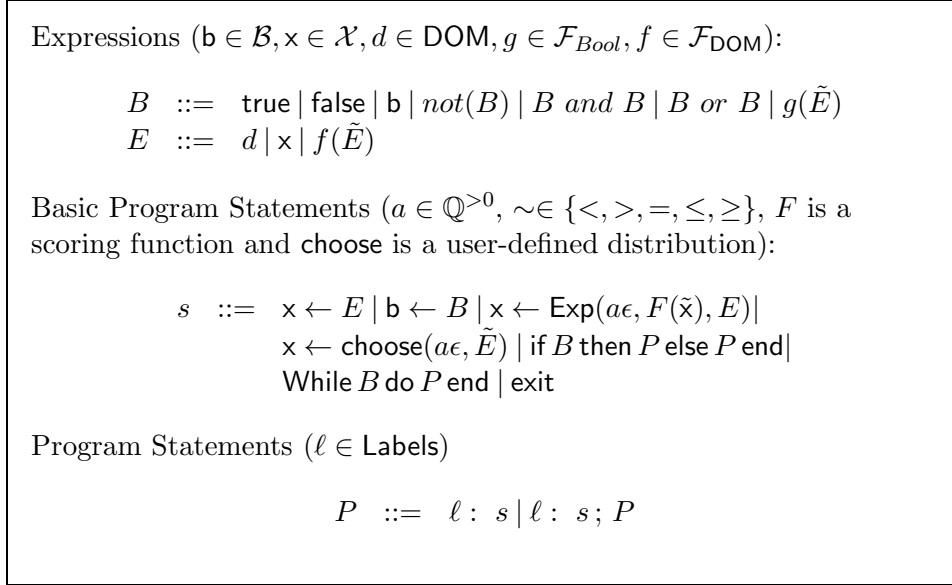 Expressions (b ∈ ℬ, x ∈ 𝒳, d ∈ DOM, g ∈ ℱ_Bool, f ∈ ℱ_DOM):
B ::= true | false | b | not(B) | B and B | B or B | g(Ẽ)
E ::= d | x | f(Ẽ)
Basic Program Statements (a ∈ ℚ^{>0}, ∼∈ {<, >, =, ≤, ≥}, F is a
scoring function and choose is a user-defined distribution):
s ::= x ← E | b ← B | x ← Exp(aϵ, F(x̃), E)|
x ← choose(aϵ, Ẽ) | if B then P else P end|
While B do P end | exit
Program Statements (ℓ ∈ Labels)
P ::= ℓ : s | ℓ : s ; P